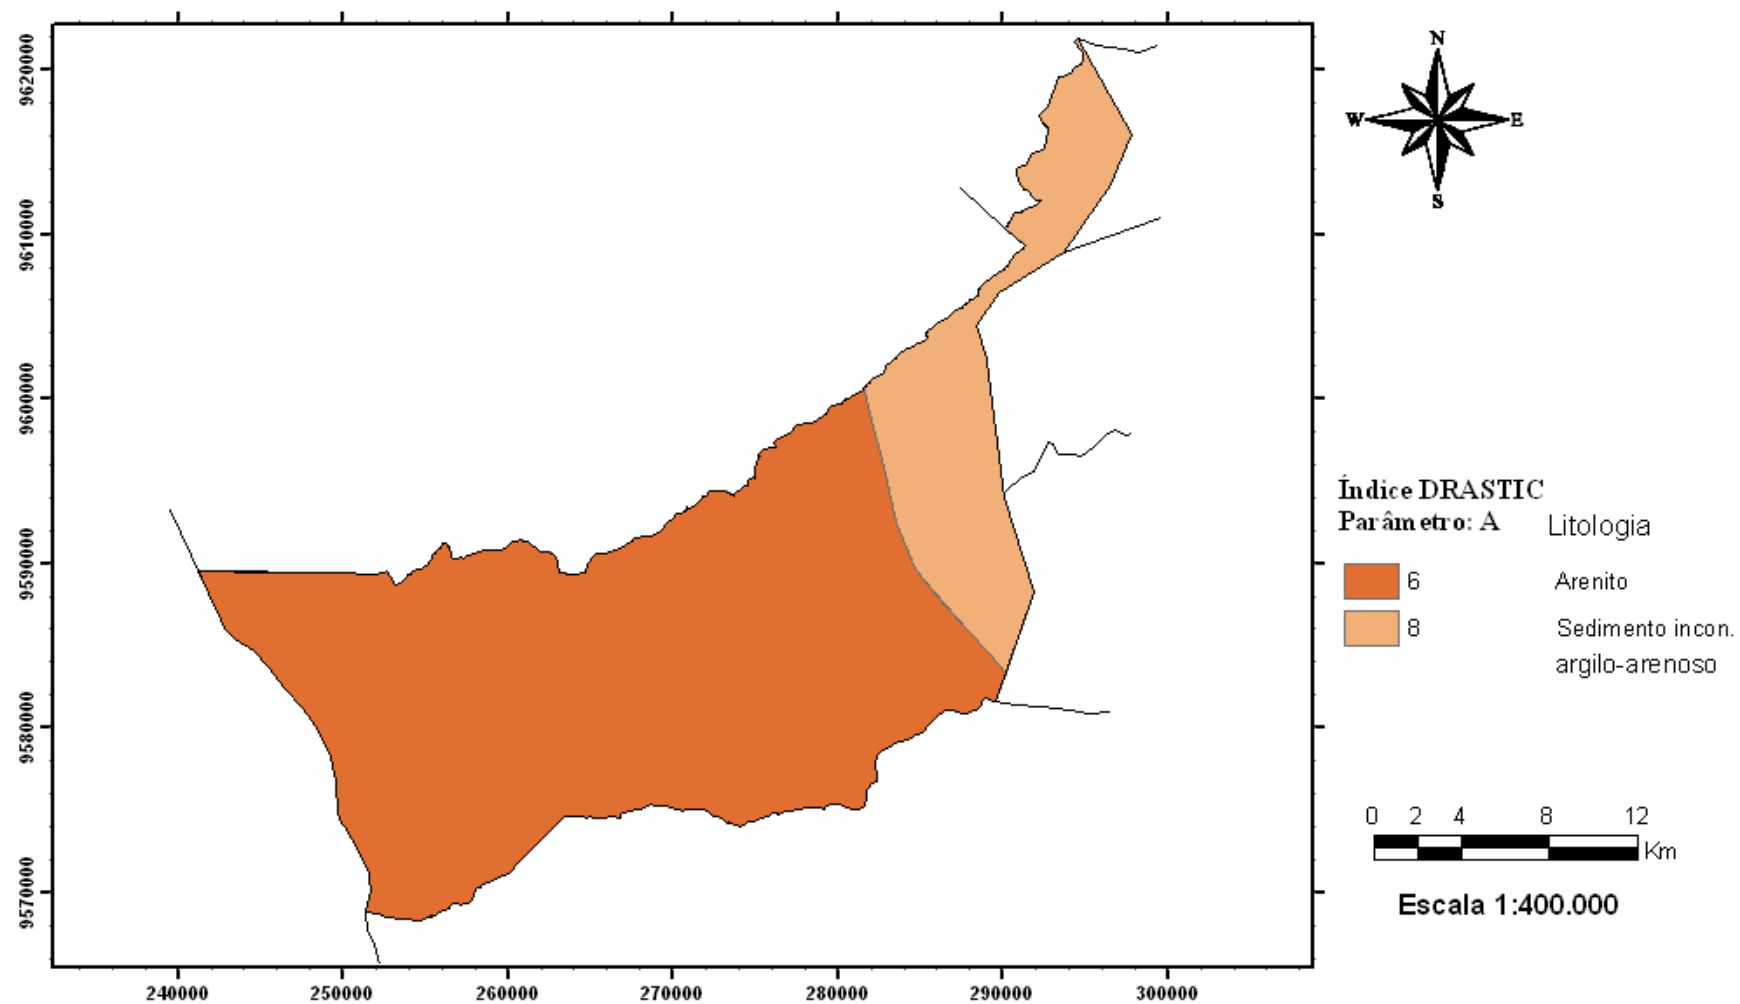 9620000
9610000
9600000
9590000
9580000
9570000
240000 250000 260000 270000 280000 290000 300000
N
W E
S
Índice DRASTIC
Parâmetro: A Litologia
6 Arenito
8 Sedimento incon.
argilo-arenoso
0 2 4 8 12
Km
Escala 1:400.000